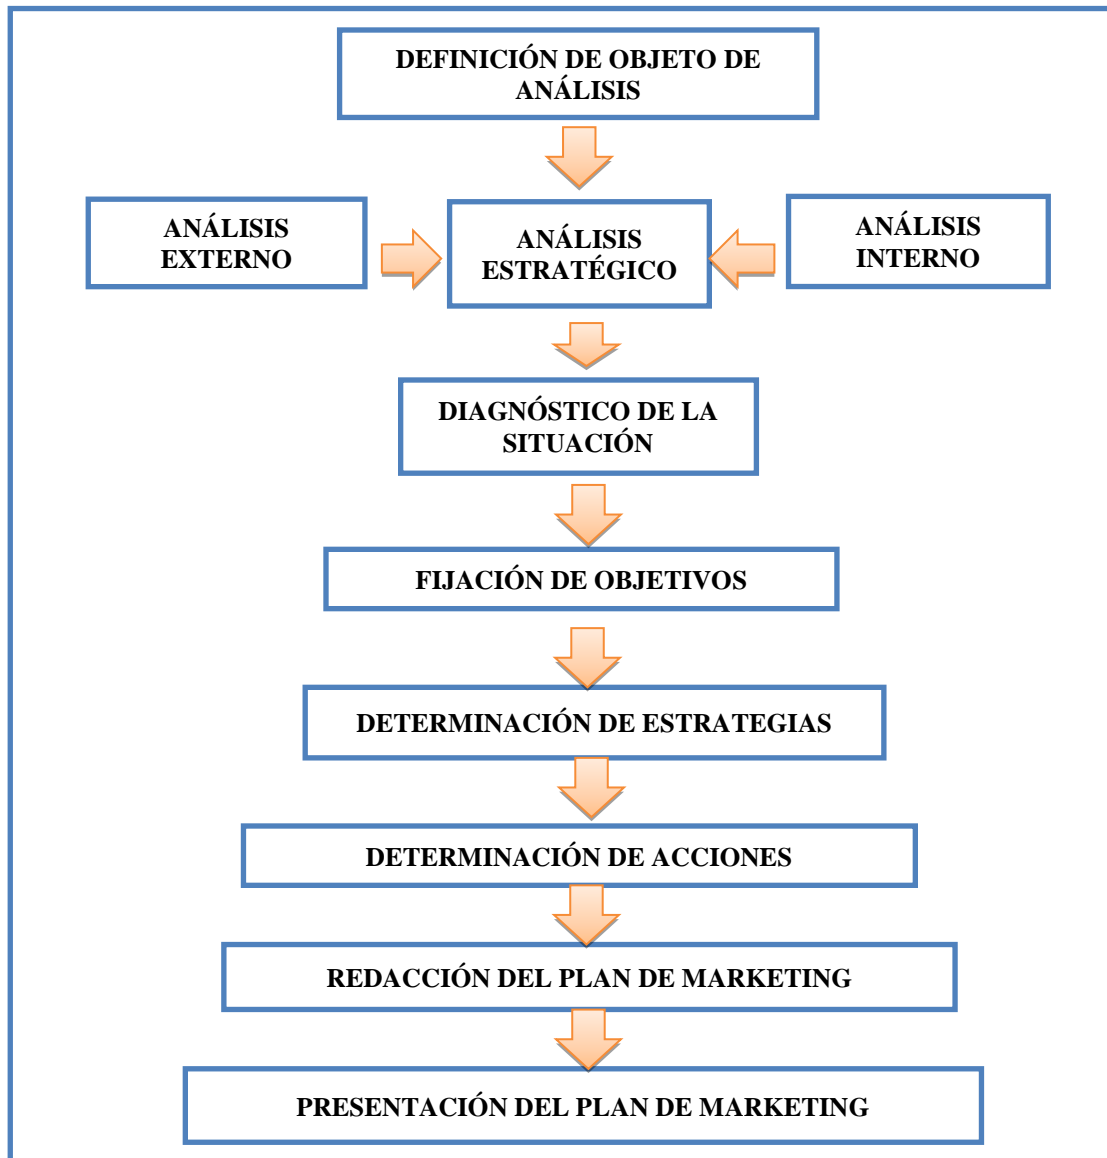 DEFINICIÓN DE OBJETO DE
ANÁLISIS
ANÁLISIS
EXTERNO
ANÁLISIS
ESTRATÉGICO
ANÁLISIS
INTERNO
DIAGNÓSTICO DE LA
SITUACIÓN
FIJACIÓN DE OBJETIVOS
DETERMINACIÓN DE ESTRATEGIAS
DETERMINACIÓN DE ACCIONES
REDACCIÓN DEL PLAN DE MARKETING
PRESENTACIÓN DEL PLAN DE MARKETING